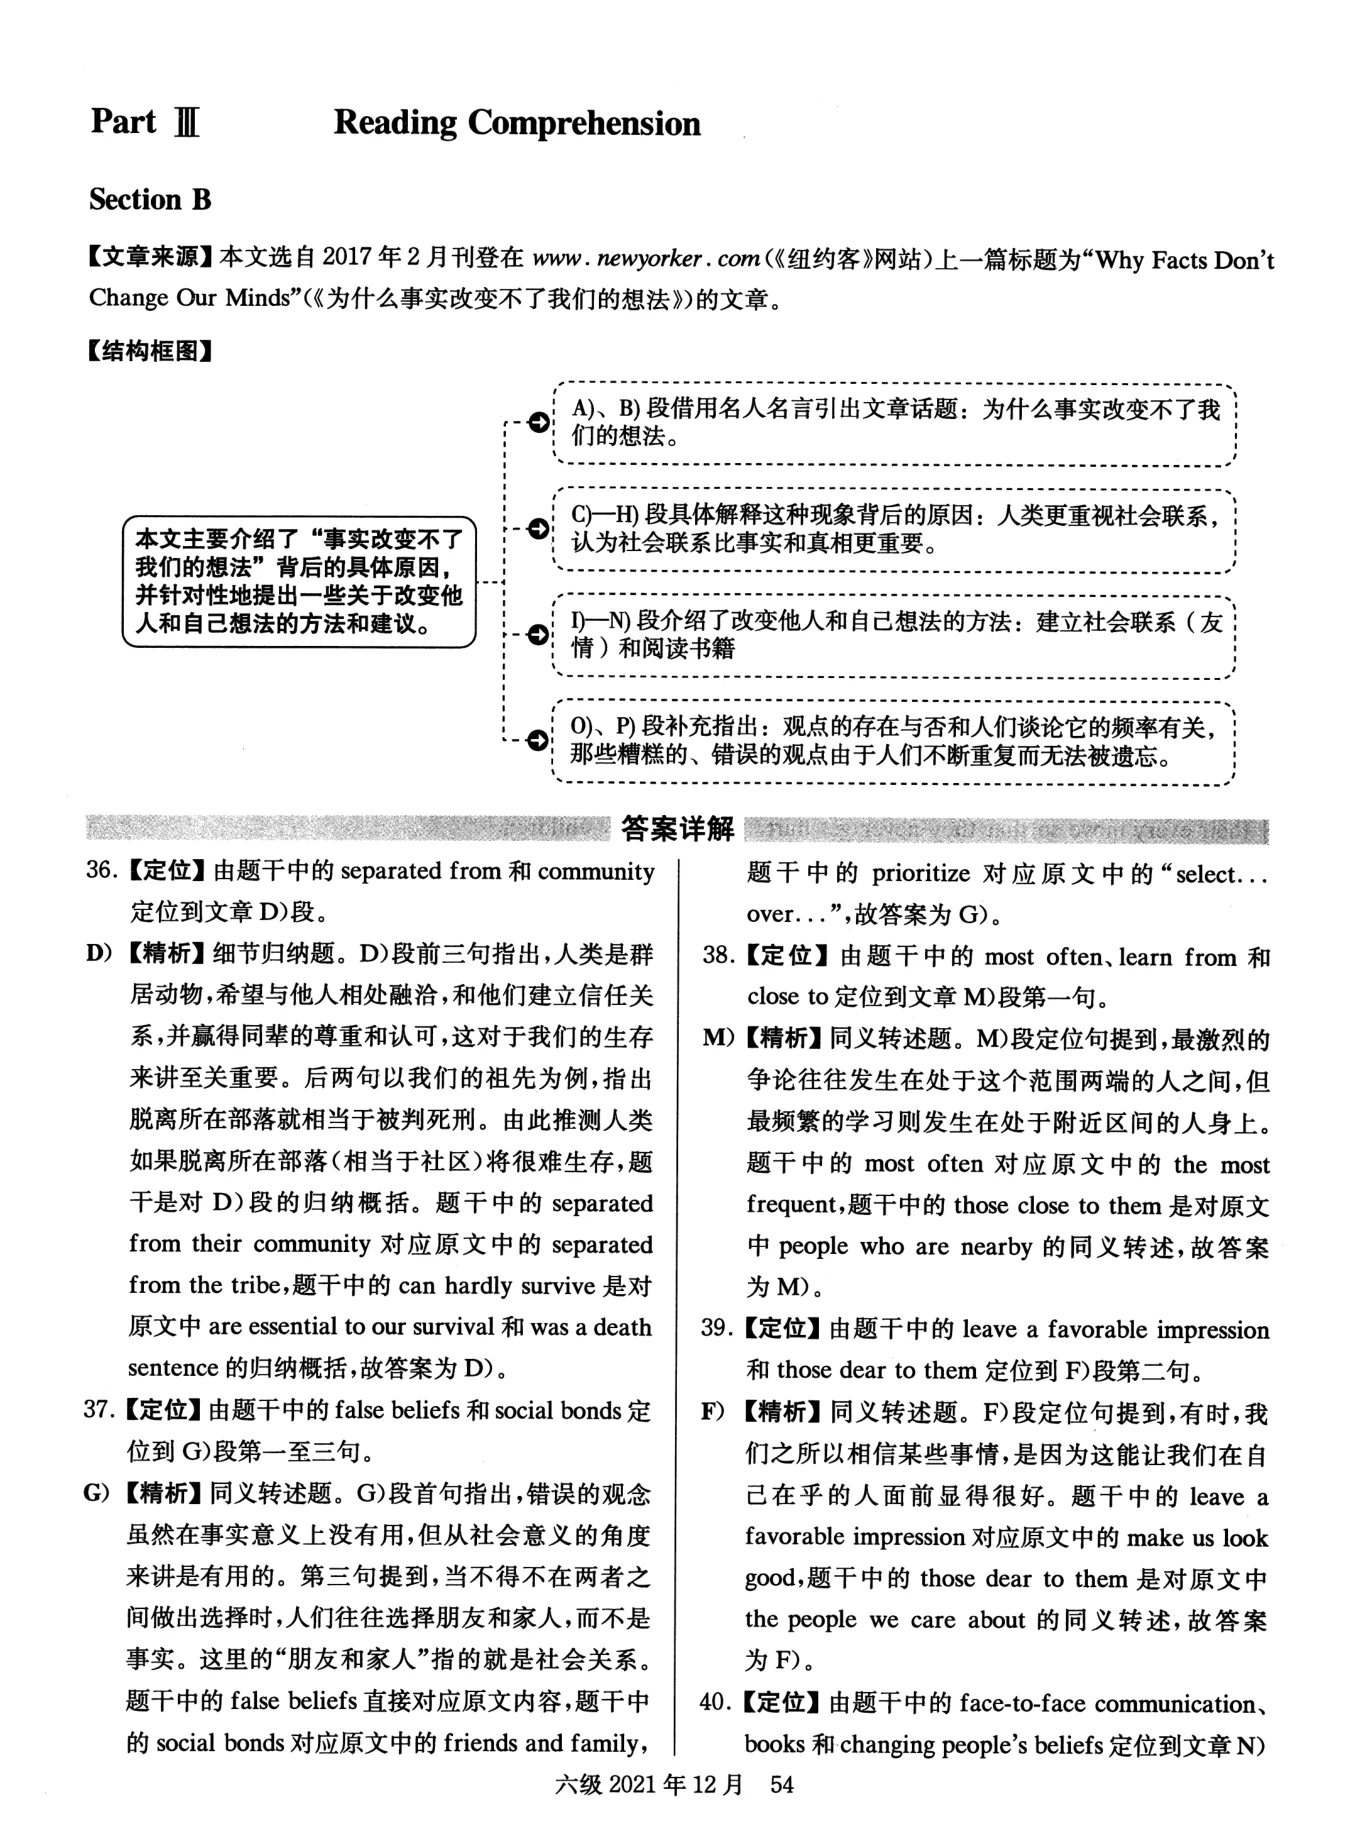 Part Ⅲ Reading Comprehension
Section B
【文章来源】本文选自 2017 年 2 月刊登在 www.newyorker.com(《纽约客》网站)上一篇标题为“Why Facts Don't
Change Our Minds”(《为什么事实改变不了我们的想法》)的文章。
【结构框图】
本文主要介绍了“事实改变不了
我们的想法”背后的具体原因，
并针对性地提出一些关于改变他
人和自己想法的方法和建议。
A)、B) 段借用名人名言引出文章话题：为什么事实改变不了我
们的想法。
C)—H) 段具体解释这种现象背后的原因：人类更重视社会联系，
认为社会联系比事实和真相更重要。
I)—N) 段介绍了改变他人和自己想法的方法：建立社会联系（友
情）和阅读书籍
O)、P) 段补充指出：观点的存在与否和人们谈论它的频率有关，
那些糟糕的、错误的观点由于人们不断重复而无法被遗忘。
答案详解
36.【定位】由题干中的 separated from 和 community
定位到文章 D)段。
D)【精析】细节归纳题。D)段前三句指出,人类是群
居动物,希望与他人相处融洽,和他们建立信任关
系,并赢得同辈的尊重和认可,这对于我们的生存
来讲至关重要。后两句以我们的祖先为例,指出
脱离所在部落就相当于被判死刑。由此推测人类
如果脱离所在部落(相当于社区)将很难生存,题
干是对 D)段的归纳概括。题干中的 separated
from their community 对应原文中的 separated
from the tribe,题干中的 can hardly survive 是对
原文中 are essential to our survival 和 was a death
sentence 的归纳概括,故答案为 D)。
37.【定位】由题干中的 false beliefs 和 social bonds 定
位到 G)段第一至三句。
G)【精析】同义转述题。G)段首句指出,错误的观念
虽然在事实意义上没有用,但从社会意义的角度
来讲是有用的。第三句提到,当不得不在两者之
间做出选择时,人们往往选择朋友和家人,而不是
事实。这里的“朋友和家人”指的就是社会关系。
题干中的 false beliefs 直接对应原文内容,题干中
的 social bonds 对应原文中的 friends and family,
题干中的 prioritize 对应原文中的“select...
over...”,故答案为 G)。
38.【定位】由题干中的 most often、learn from 和
close to 定位到文章 M)段第一句。
M)【精析】同义转述题。M)段定位句提到,最激烈的
争论往往发生在处于这个范围两端的人之间,但
最频繁的学习则发生在处于附近区间的人身上。
题干中的 most often 对应原文中的 the most
frequent,题干中的 those close to them 是对原文
中 people who are nearby 的同义转述,故答案
为 M)。
39.【定位】由题干中的 leave a favorable impression
和 those dear to them 定位到 F)段第二句。
F)【精析】同义转述题。F)段定位句提到,有时,我
们之所以相信某些事情,是因为这能让我们在自
己在乎的人面前显得很好。题干中的 leave a
favorable impression 对应原文中的 make us look
good,题干中的 those dear to them 是对原文中
the people we care about 的同义转述,故答案
为 F)。
40.【定位】由题干中的 face-to-face communication、
books 和 changing people's beliefs 定位到文章 N)
六级 2021 年 12 月 54